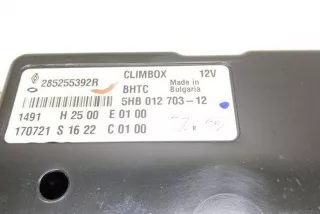 285255392R CLIMBOX 12V
BHTC Made in
Bulgaria
5HB 012 703-12
1491 H 25 00 E 01 00
170721 S 16 22 C 01 00